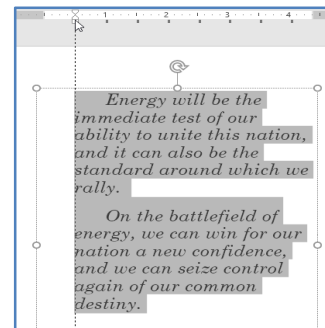 1 2 3 4
Energy will be the
immediate test of our
ability to unite this nation,
and it can also be the
standard around which we
rally.
On the battlefield of
energy, we can win for our
nation a new confidence,
and we can seize control
again of our common
destiny.